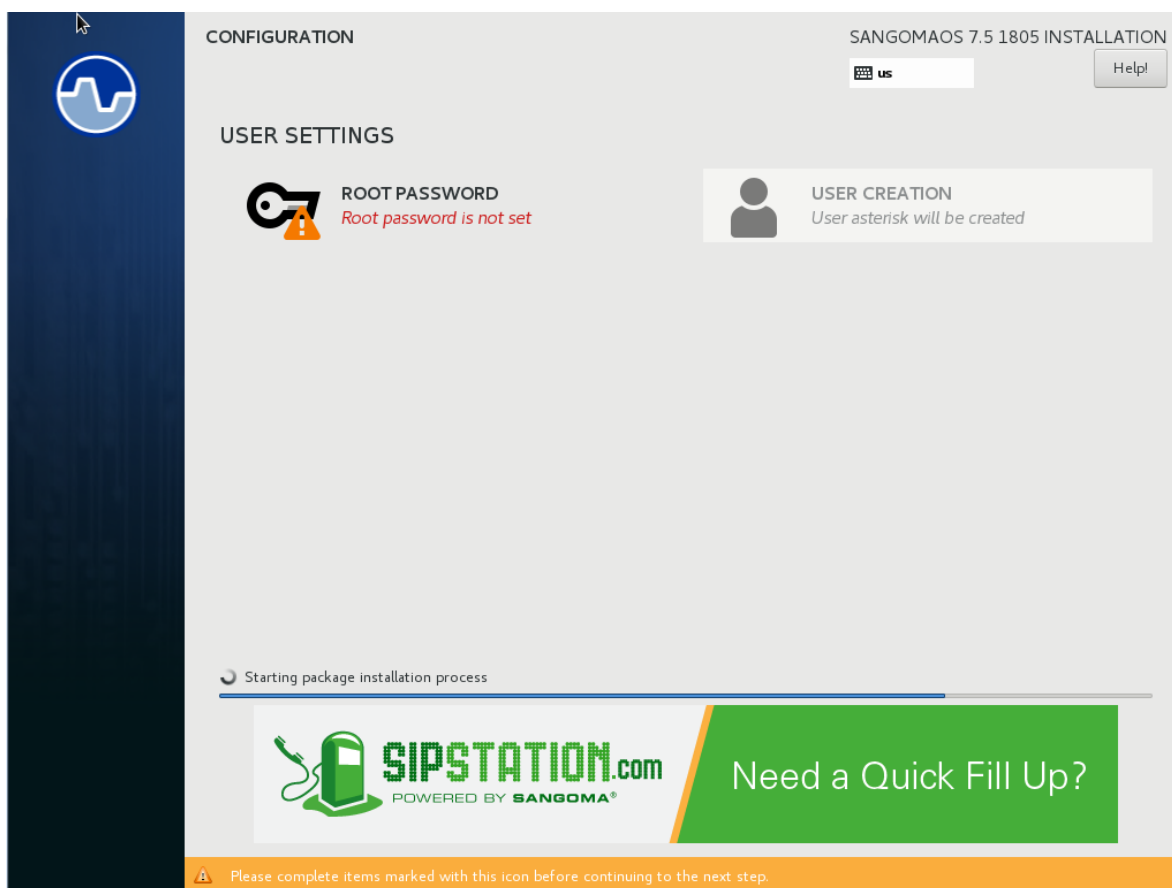 CONFIGURATION
SANGOMAOS 7.5 1805 INSTALLATION
us
Help!
USER SETTINGS
ROOT PASSWORD
Root password is not set
USER CREATION
User asterisk will be created
Starting package installation process
SIPSTATION.com
POWERED BY SANGOMA®
Need a Quick Fill Up?
Please complete items marked with this icon before continuing to the next step.